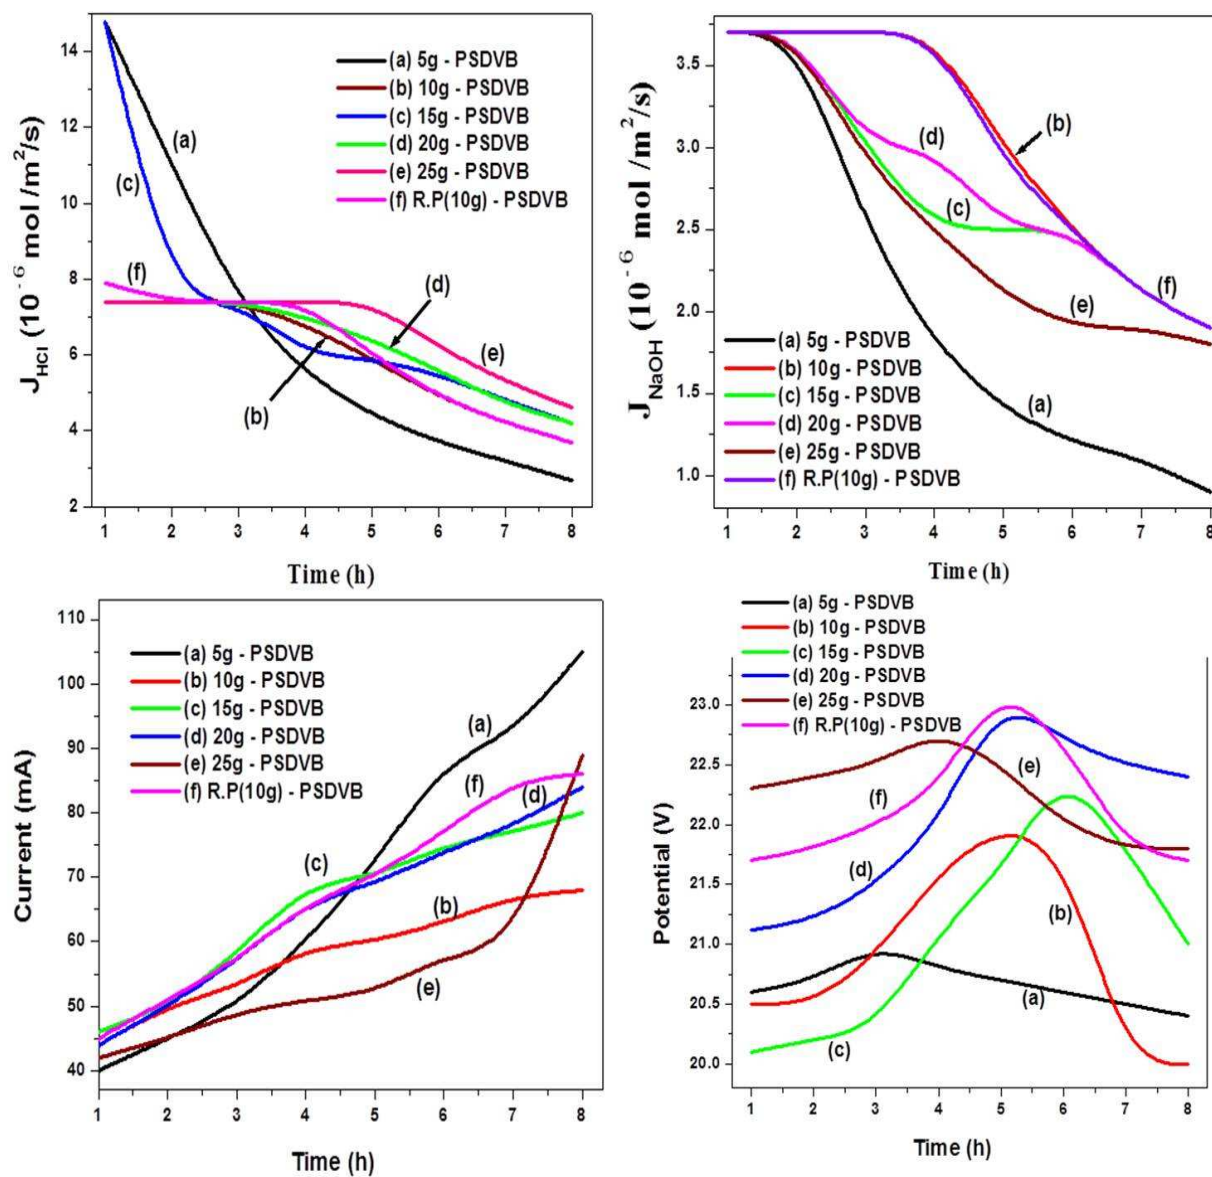 J_HCl (10^-6 mol /m^2/s)
14
12
10
8
6
4
2
(a) 5g - PSDVB
(b) 10g - PSDVB
(c) 15g - PSDVB
(d) 20g - PSDVB
(e) 25g - PSDVB
(f) R.P(10g) - PSDVB
(a)
(c)
(f)
(d)
(e)
(b)
1 2 3 4 5 6 7 8
Time (h)
J_NaOH (10^-6 mol /m^2/s)
3.5
3.0
2.5
2.0
1.5
1.0
(b)
(d)
(c)
(f)
(e)
(a)
(a) 5g - PSDVB
(b) 10g - PSDVB
(c) 15g - PSDVB
(d) 20g - PSDVB
(e) 25g - PSDVB
(f) R.P(10g) - PSDVB
1 2 3 4 5 6 7 8
Time (h)
Current (mA)
110
100
90
80
70
60
50
40
(a) 5g - PSDVB
(b) 10g - PSDVB
(c) 15g - PSDVB
(d) 20g - PSDVB
(e) 25g - PSDVB
(f) R.P(10g) - PSDVB
(a)
(f)
(d)
(c)
(b)
(e)
1 2 3 4 5 6 7 8
Time (h)
(a) 5g - PSDVB
(b) 10g - PSDVB
(c) 15g - PSDVB
(d) 20g - PSDVB
(e) 25g - PSDVB
(f) R.P(10g) - PSDVB
Potential (V)
23.0
22.5
22.0
21.5
21.0
20.5
20.0
(e)
(f)
(d)
(b)
(a)
(c)
1 2 3 4 5 6 7 8
Time (h)